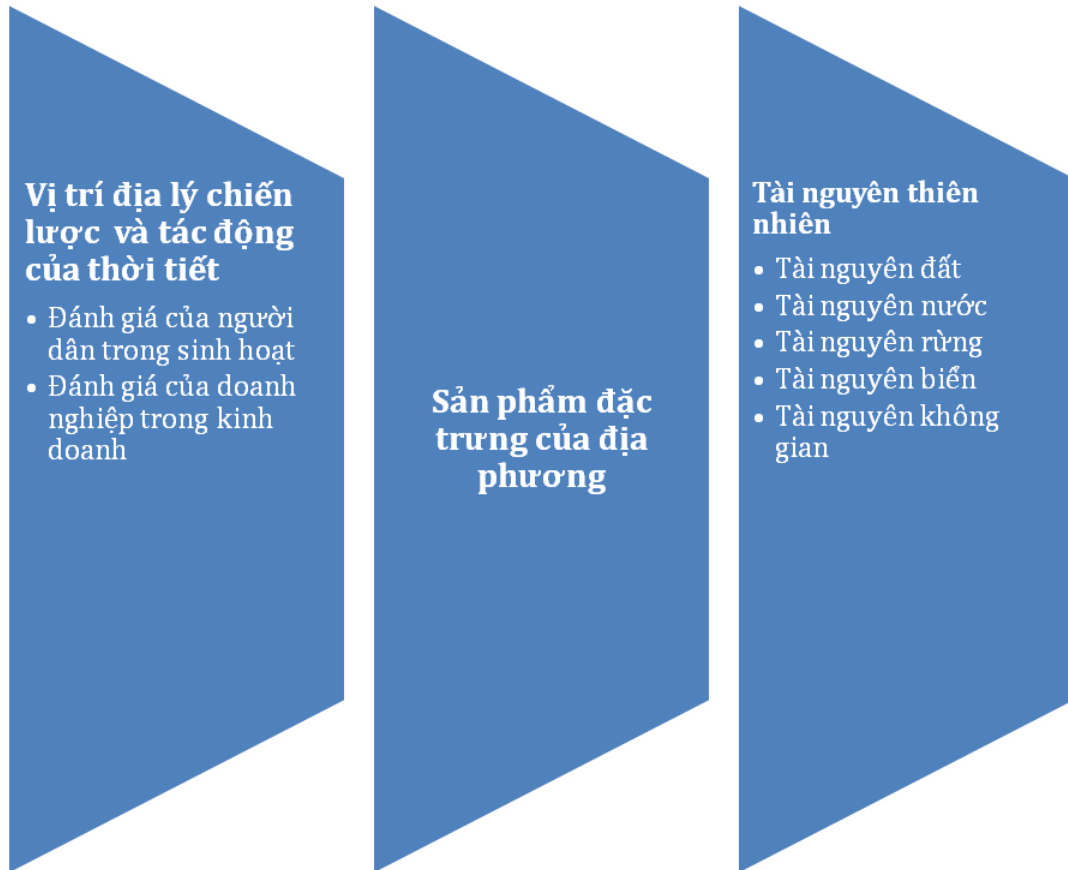 Vị trí địa lý chiến
lược và tác động
của thời tiết
• Đánh giá của người
dân trong sinh hoạt
• Đánh giá của doanh
nghiệp trong kinh
doanh
Sản phẩm đặc
trưng của địa
phương
Tài nguyên thiên
nhiên
• Tài nguyên đất
• Tài nguyên nước
• Tài nguyên rừng
• Tài nguyên biển
• Tài nguyên không
gian